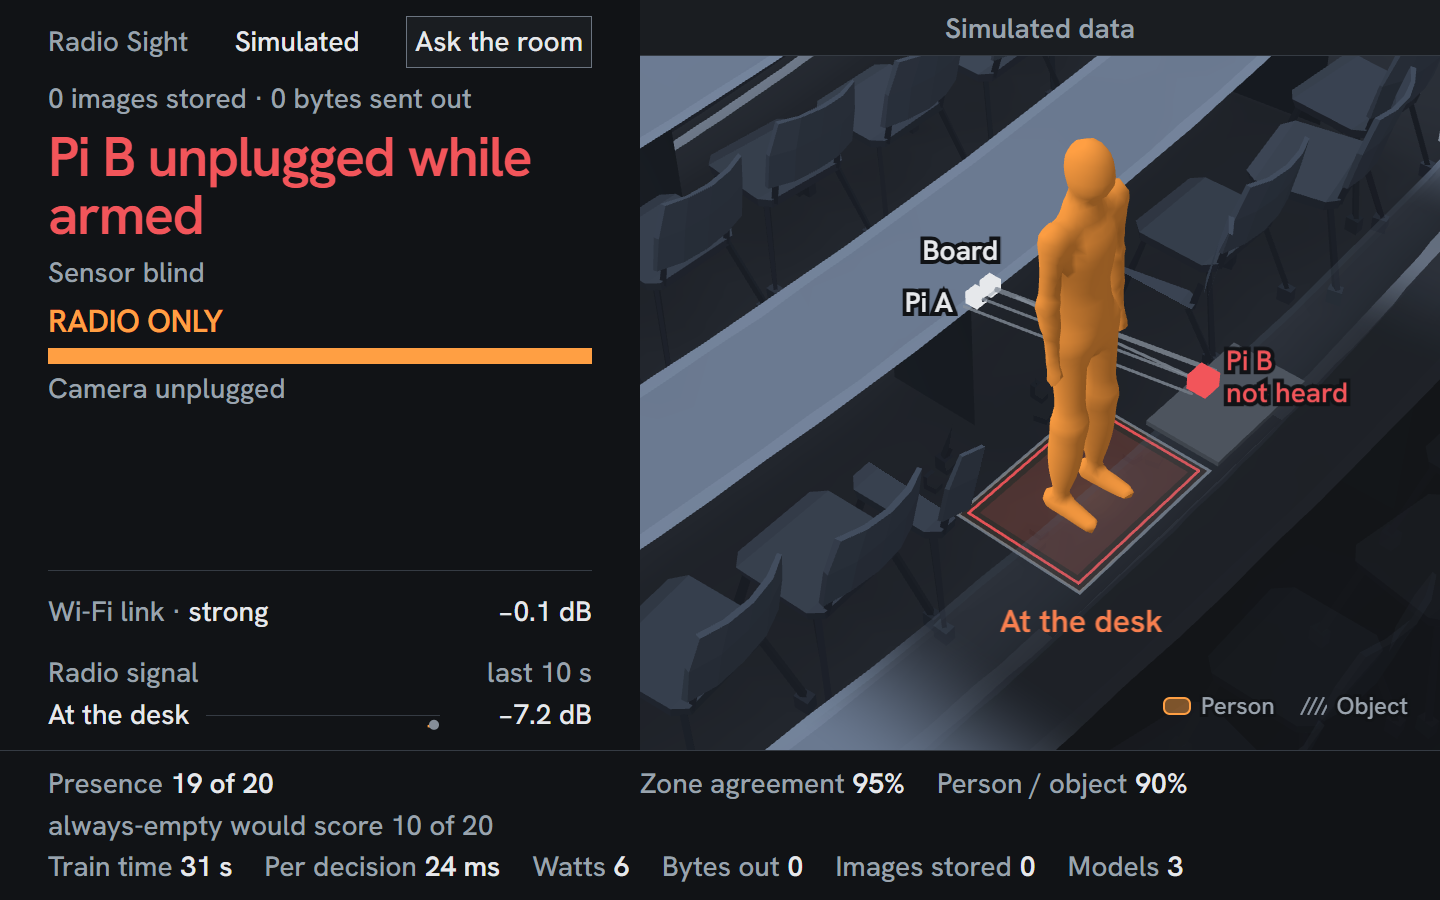 Radio Sight Simulated Ask the room
0 images stored · 0 bytes sent out
Pi B unplugged while
armed
Sensor blind
RADIO ONLY
Camera unplugged
Wi-Fi link · strong −0.1 dB
Radio signal last 10 s
At the desk −7.2 dB
Simulated data
Board
Pi A
Pi B
not heard
At the desk
Person Object
Presence 19 of 20 Zone agreement 95% Person / object 90%
always-empty would score 10 of 20
Train time 31 s Per decision 24 ms Watts 6 Bytes out 0 Images stored 0 Models 3